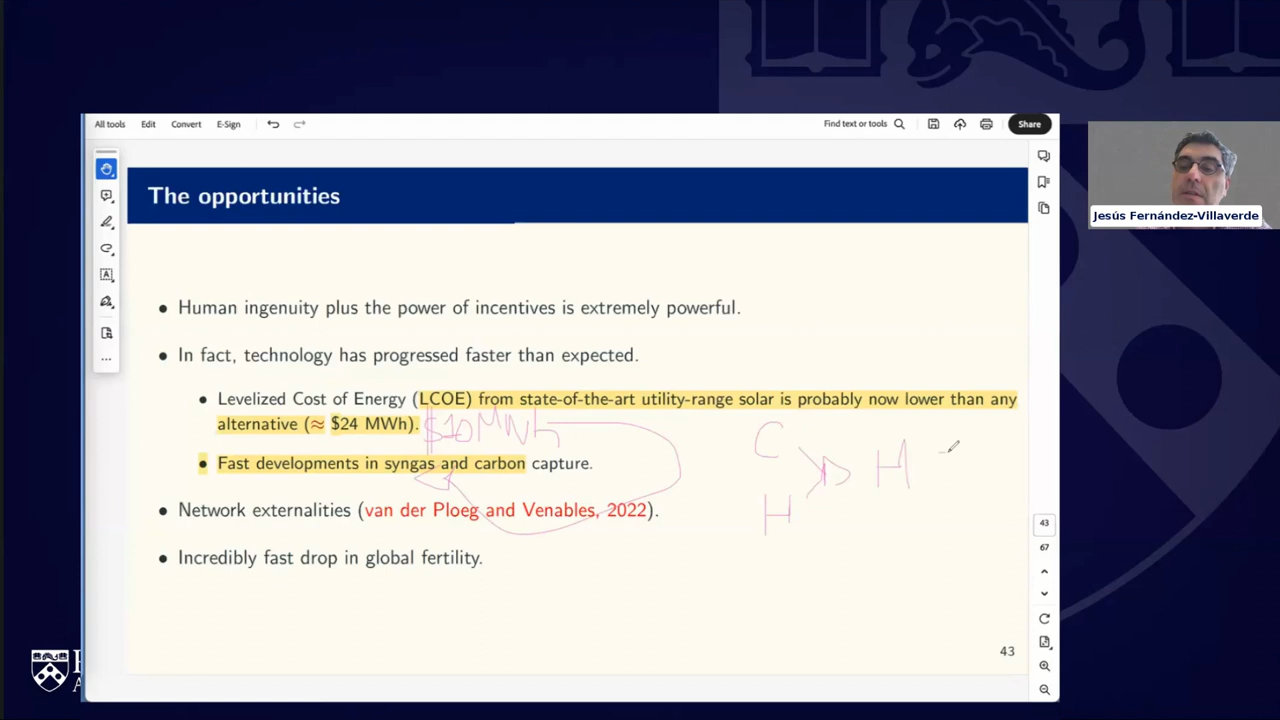 All tools Edit Convert E-Sign Find text or tools Share
The opportunities
Jesús Fernández-Villaverde
• Human ingenuity plus the power of incentives is extremely powerful.
• In fact, technology has progressed faster than expected.
• Levelized Cost of Energy (LCOE) from state-of-the-art utility-range solar is probably now lower than any
alternative (≈ $24 MWh).
$10 MWh
• Fast developments in syngas and carbon capture.
C
H
H
• Network externalities (van der Ploeg and Venables, 2022).
• Incredibly fast drop in global fertility.
43
67
43